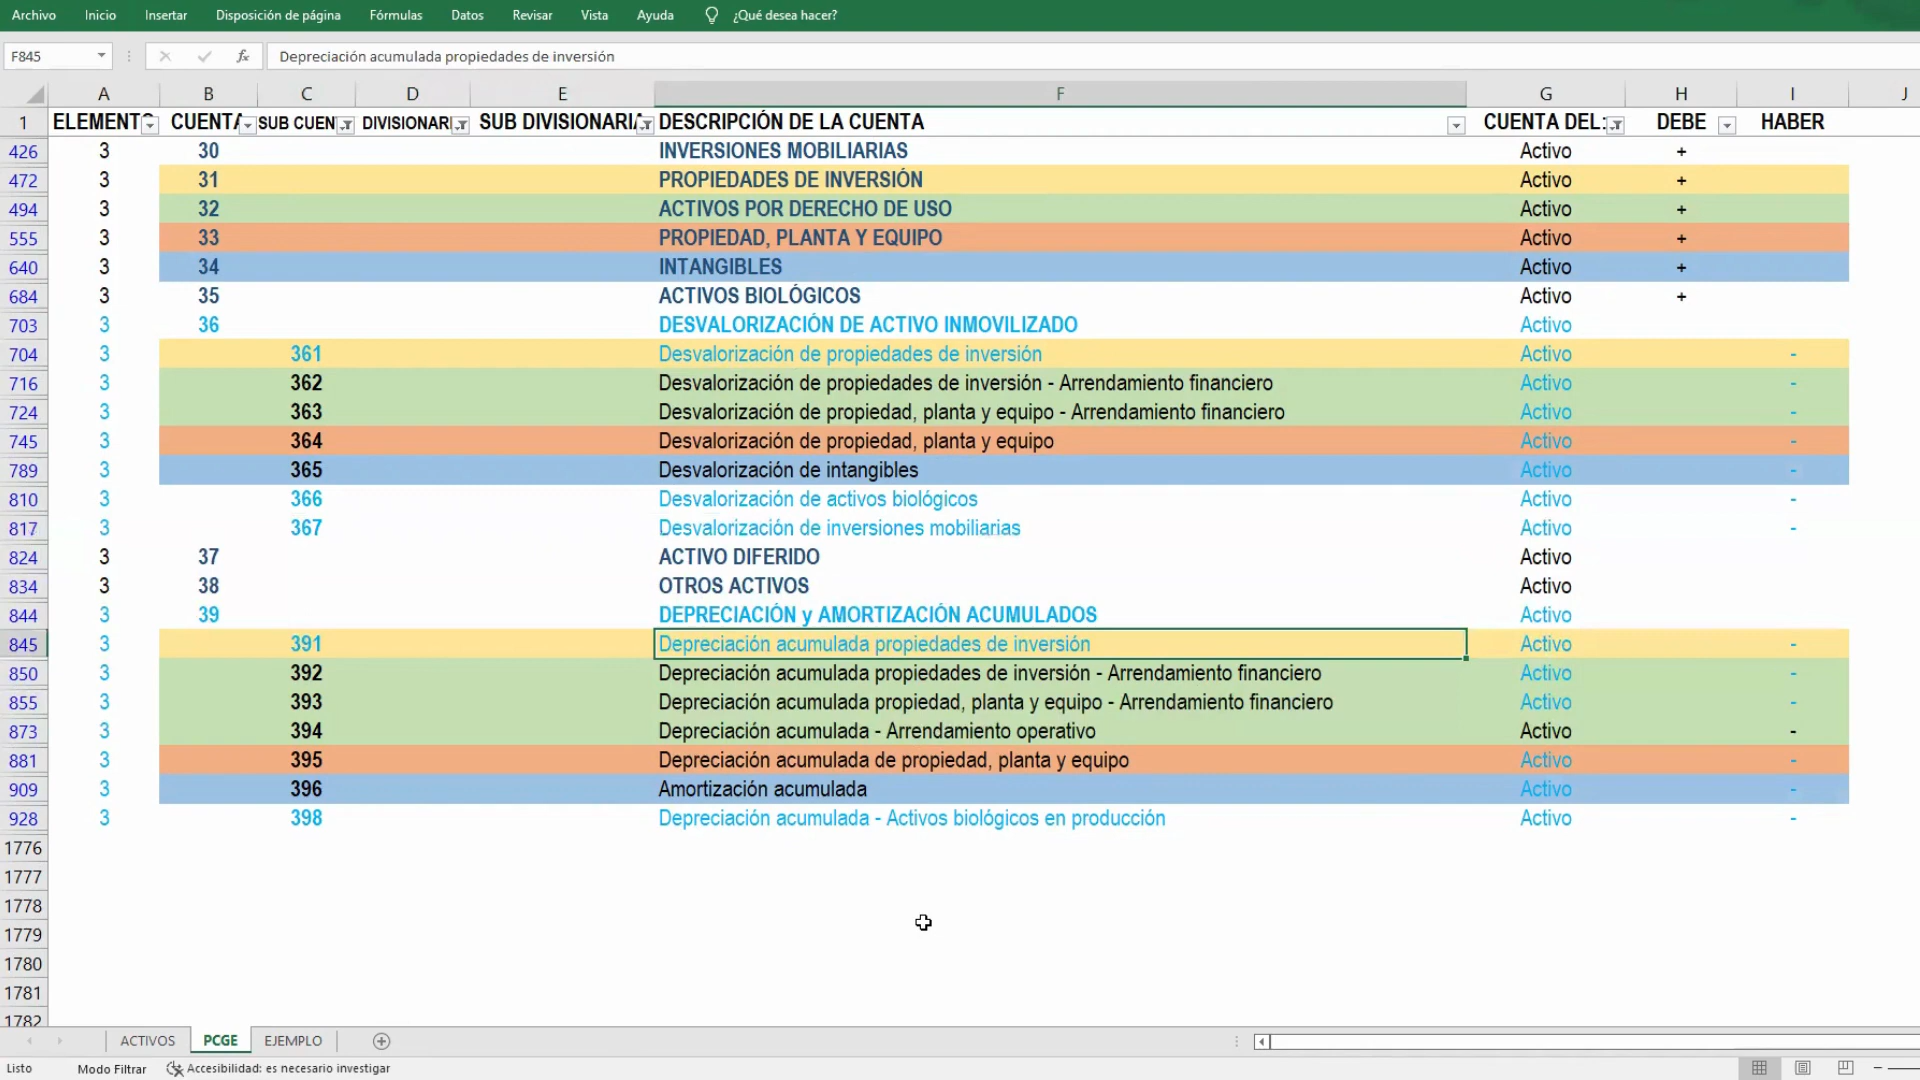 Archivo Inicio Insertar Disposición de página Fórmulas Datos Revisar Vista Ayuda ¿Qué desea hacer?
F845 fx Depreciación acumulada propiedades de inversión
A B C D E F G H I J
1 ELEMENTO CUENTA SUB CUEN DIVISIONARI SUB DIVISIONARIA DESCRIPCIÓN DE LA CUENTA CUENTA DEL: DEBE HABER
426 3 30 INVERSIONES MOBILIARIAS Activo +
472 3 31 PROPIEDADES DE INVERSIÓN Activo +
494 3 32 ACTIVOS POR DERECHO DE USO Activo +
555 3 33 PROPIEDAD, PLANTA Y EQUIPO Activo +
640 3 34 INTANGIBLES Activo +
684 3 35 ACTIVOS BIOLÓGICOS Activo +
703 3 36 DESVALORIZACIÓN DE ACTIVO INMOVILIZADO Activo
704 3 361 Desvalorización de propiedades de inversión Activo -
716 3 362 Desvalorización de propiedades de inversión - Arrendamiento financiero Activo -
724 3 363 Desvalorización de propiedad, planta y equipo - Arrendamiento financiero Activo -
745 3 364 Desvalorización de propiedad, planta y equipo Activo -
789 3 365 Desvalorización de intangibles Activo -
810 3 366 Desvalorización de activos biológicos Activo -
817 3 367 Desvalorización de inversiones mobiliarias Activo -
824 3 37 ACTIVO DIFERIDO Activo
834 3 38 OTROS ACTIVOS Activo
844 3 39 DEPRECIACIÓN y AMORTIZACIÓN ACUMULADOS Activo
845 3 391 Depreciación acumulada propiedades de inversión Activo -
850 3 392 Depreciación acumulada propiedades de inversión - Arrendamiento financiero Activo -
855 3 393 Depreciación acumulada propiedad, planta y equipo - Arrendamiento financiero Activo -
873 3 394 Depreciación acumulada - Arrendamiento operativo Activo -
881 3 395 Depreciación acumulada de propiedad, planta y equipo Activo -
909 3 396 Amortización acumulada Activo -
928 3 398 Depreciación acumulada - Activos biológicos en producción Activo -
1776
1777
1778
1779
1780
1781
1782
ACTIVOS PCGE EJEMPLO
Listo Modo Filtrar Accesibilidad: es necesario investigar